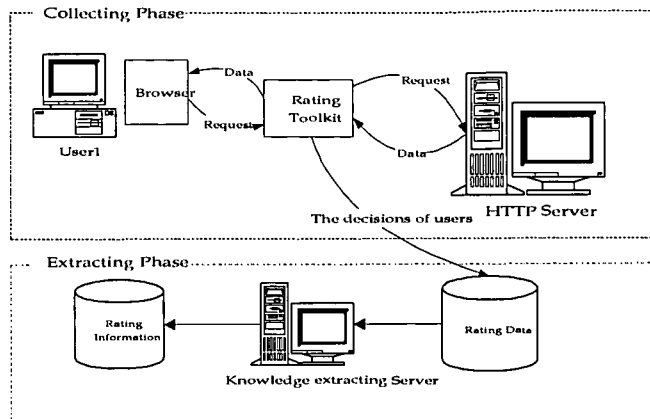 Collecting Phase
Data
Browser
Request
Rating
Toolkit
Request
Data
User1
HTTP Server
The decisions of users
Extracting Phase
Rating
Information
Rating Data
Knowledge extracting Server